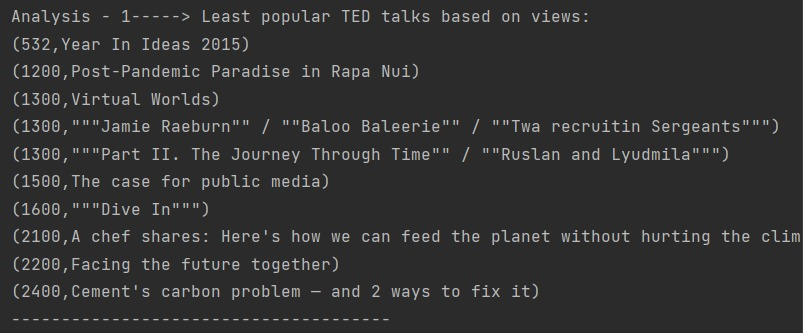 Analysis - 1-----> Least popular TED talks based on views:
(532,Year In Ideas 2015)
(1200,Post-Pandemic Paradise in Rapa Nui)
(1300,Virtual Worlds)
(1300,"""Jamie Raeburn"" / ""Baloo Baleerie"" / ""Twa recruitin Sergeants""")
(1300,"""Part II. The Journey Through Time"" / ""Ruslan and Lyudmila""")
(1500,The case for public media)
(1600,"""Dive In""")
(2100,A chef shares: Here's how we can feed the planet without hurting the clim
(2200,Facing the future together)
(2400,Cement's carbon problem — and 2 ways to fix it)
--------------------------------------